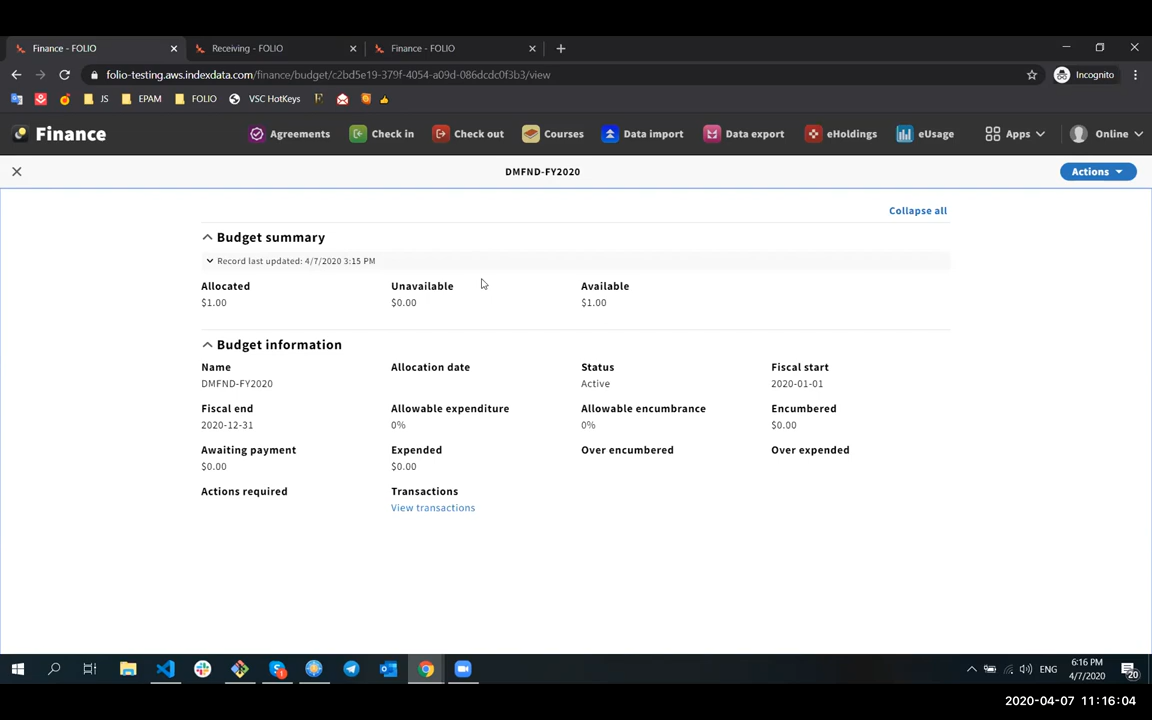 Finance - FOLIO
Receiving - FOLIO
Finance - FOLIO
folio-testing.aws.indexdata.com/finance/budget/c2bd5e19-379f-4054-a09d-086dcdc0f3b3/view
Incognito
JS
EPAM
FOLIO
VSC HotKeys
Finance
Agreements
Check in
Check out
Courses
Data import
Data export
eHoldings
eUsage
Apps
Online
DMFND-FY2020
Actions
Collapse all
Budget summary
Record last updated: 4/7/2020 3:15 PM
Allocated Unavailable Available
$1.00 $0.00 $1.00
Budget information
Name Allocation date Status Fiscal start
DMFND-FY2020 Active 2020-01-01
Fiscal end Allowable expenditure Allowable encumbrance Encumbered
2020-12-31 0% 0% $0.00
Awaiting payment Expended Over encumbered Over expended
$0.00 $0.00
Actions required Transactions
View transactions
ENG
6:16 PM
4/7/2020
20
2020-04-07 11:16:04